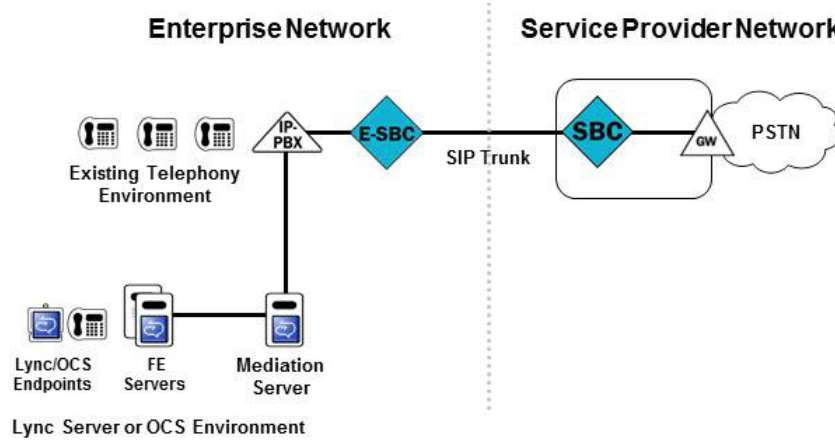 Enterprise Network
Service Provider Network
IP-
PBX
E-SBC
SBC
GW
PSTN
SIP Trunk
Existing Telephony
Environment
Lync/OCS
Endpoints
FE
Servers
Mediation
Server
Lync Server or OCS Environment